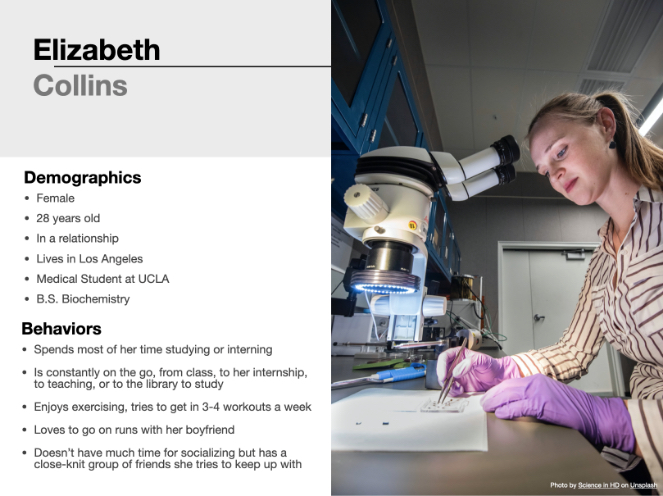 Elizabeth
Collins
Demographics
• Female
• 28 years old
• In a relationship
• Lives in Los Angeles
• Medical Student at UCLA
• B.S. Biochemistry
Behaviors
• Spends most of her time studying or interning
• Is constantly on the go, from class, to her internship,
to teaching, or to the library to study
• Enjoys exercising, tries to get in 3-4 workouts a week
• Loves to go on runs with her boyfriend
• Doesn't have much time for socializing but has a
close-knit group of friends she tries to keep up with
Photo by Science in HD on Unsplash